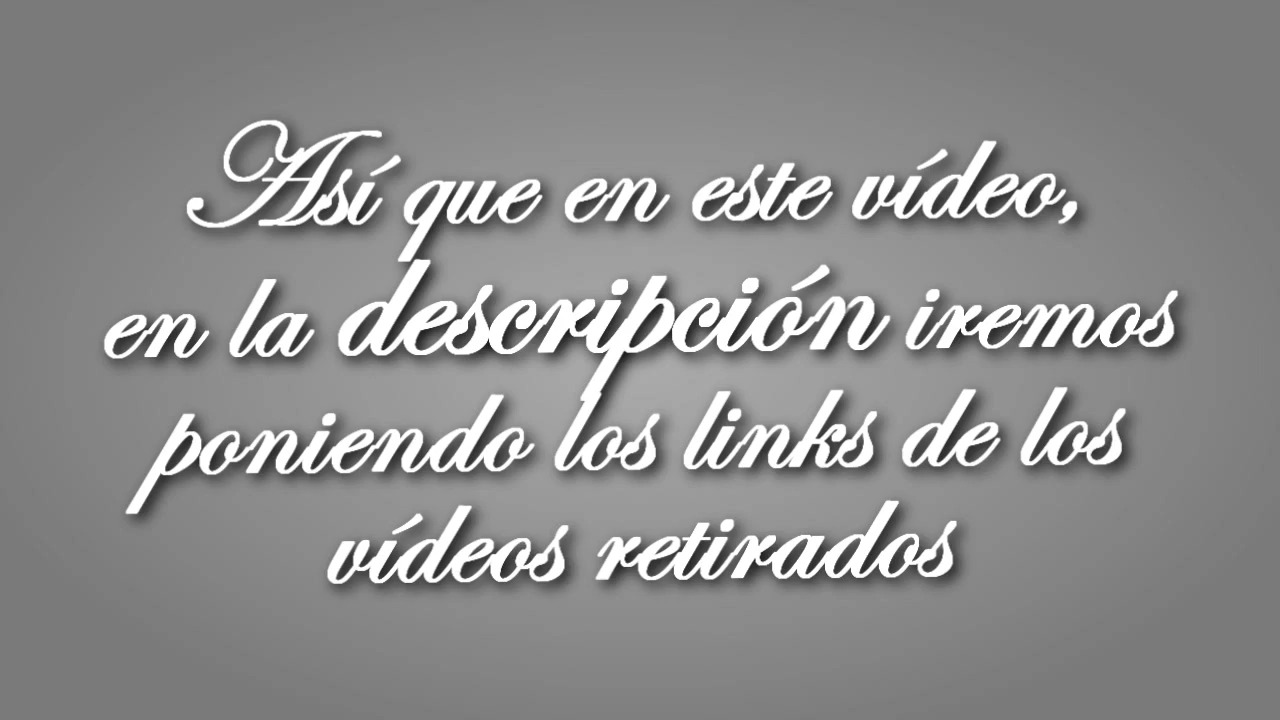 Así que en este vídeo,
en la descripción iremos
poniendo los links de los
vídeos retirados